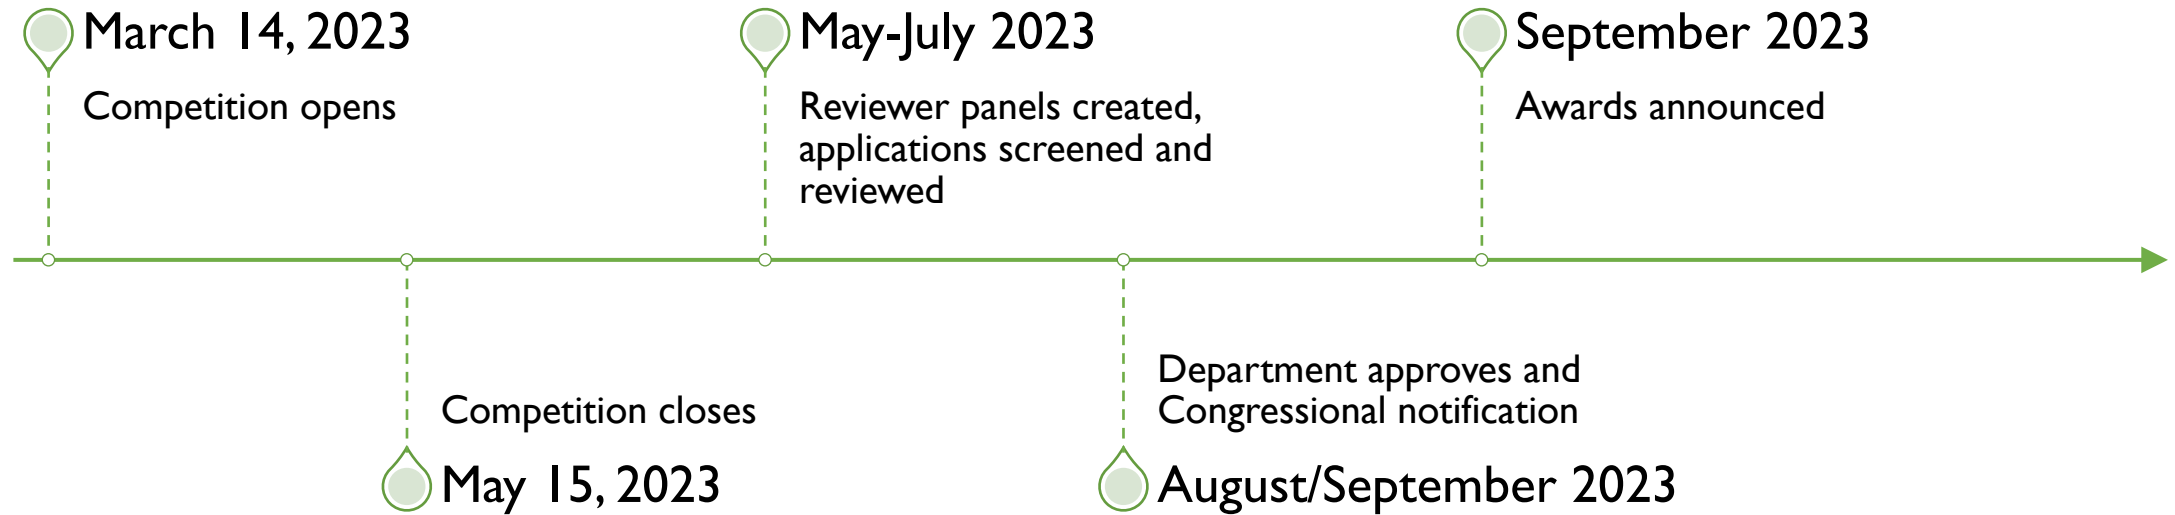 March 14, 2023
Competition opens
Competition closes
May 15, 2023
May-July 2023
Reviewer panels created,
applications screened and
reviewed
Department approves and
Congressional notification
August/September 2023
September 2023
Awards announced